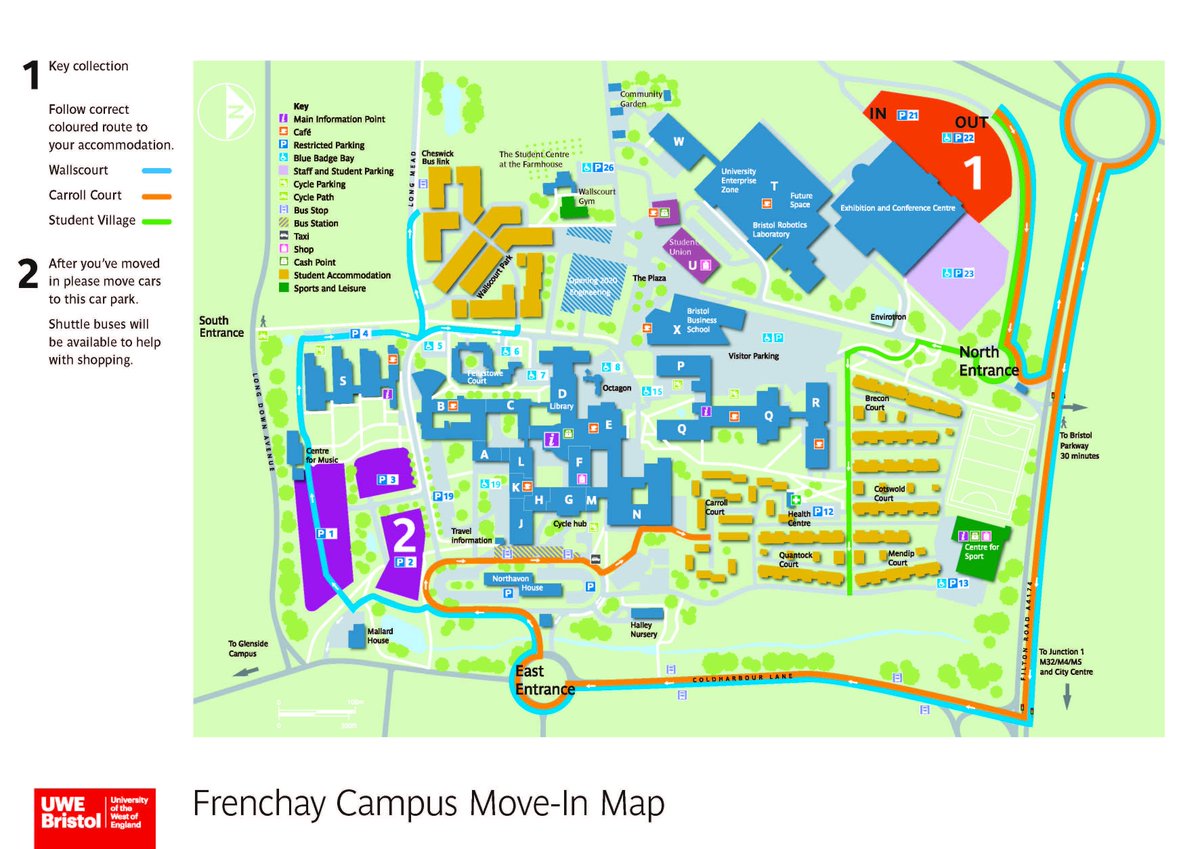 1 Key collection
Follow correct
coloured route to
your accommodation.
Wallscourt
Carroll Court
Student Village
2 After you've moved
in please move cars
to this car park.
Shuttle buses will
be available to help
with shopping.
N
Key
Main Information Point
Café
Restricted Parking
Blue Badge Bay
Staff and Student Parking
Cycle Parking
Cycle Path
Bus Stop
Bus Station
Taxi
Shop
Cash Point
Student Accommodation
Sports and Leisure
Cheswick
Bus link
LONG MEAD
The Student Centre
at the Farmhouse
Community
Garden
P 26
Wallscourt
Gym
W
University
Enterprise
Zone
T
Future
Space
Bristol Robotics
Laboratory
IN
P 21
OUT
P 22
1
Exhibition and Conference Centre
P 23
Student
Union
U
Wallscourt Park
Opening 2020
Engineering
The Plaza
Bristol
Business
School
X
Envirotron
Visitor Parking
P
South
Entrance
P 4
5
6
7
8
15
North
Entrance
Felixstowe
Court
S
B
C
D
Library
Octagon
E
P
Q
Q
R
Brecon
Court
To Bristol
Parkway
30 minutes
LONG DOWN AVENUE
Centre
for Music
A
L
F
K
H
G
M
N
J
19
P 19
P 3
P 1
2
P 2
Travel
information
Cycle hub
Carroll
Court
Health
Centre
P 12
Cotswold
Court
Quantock
Court
Mendip
Court
Centre for
Sport
P 13
Northavon
House
P
P
Halley
Nursery
Mallard
House
To Glenside
Campus
East
Entrance
COLDHARBOUR LANE
FILTON ROAD A4174
To Junction 1
M32/M4/M5
and City Centre
UWE
Bristol
University
of the
West of
England
Frenchay Campus Move-In Map